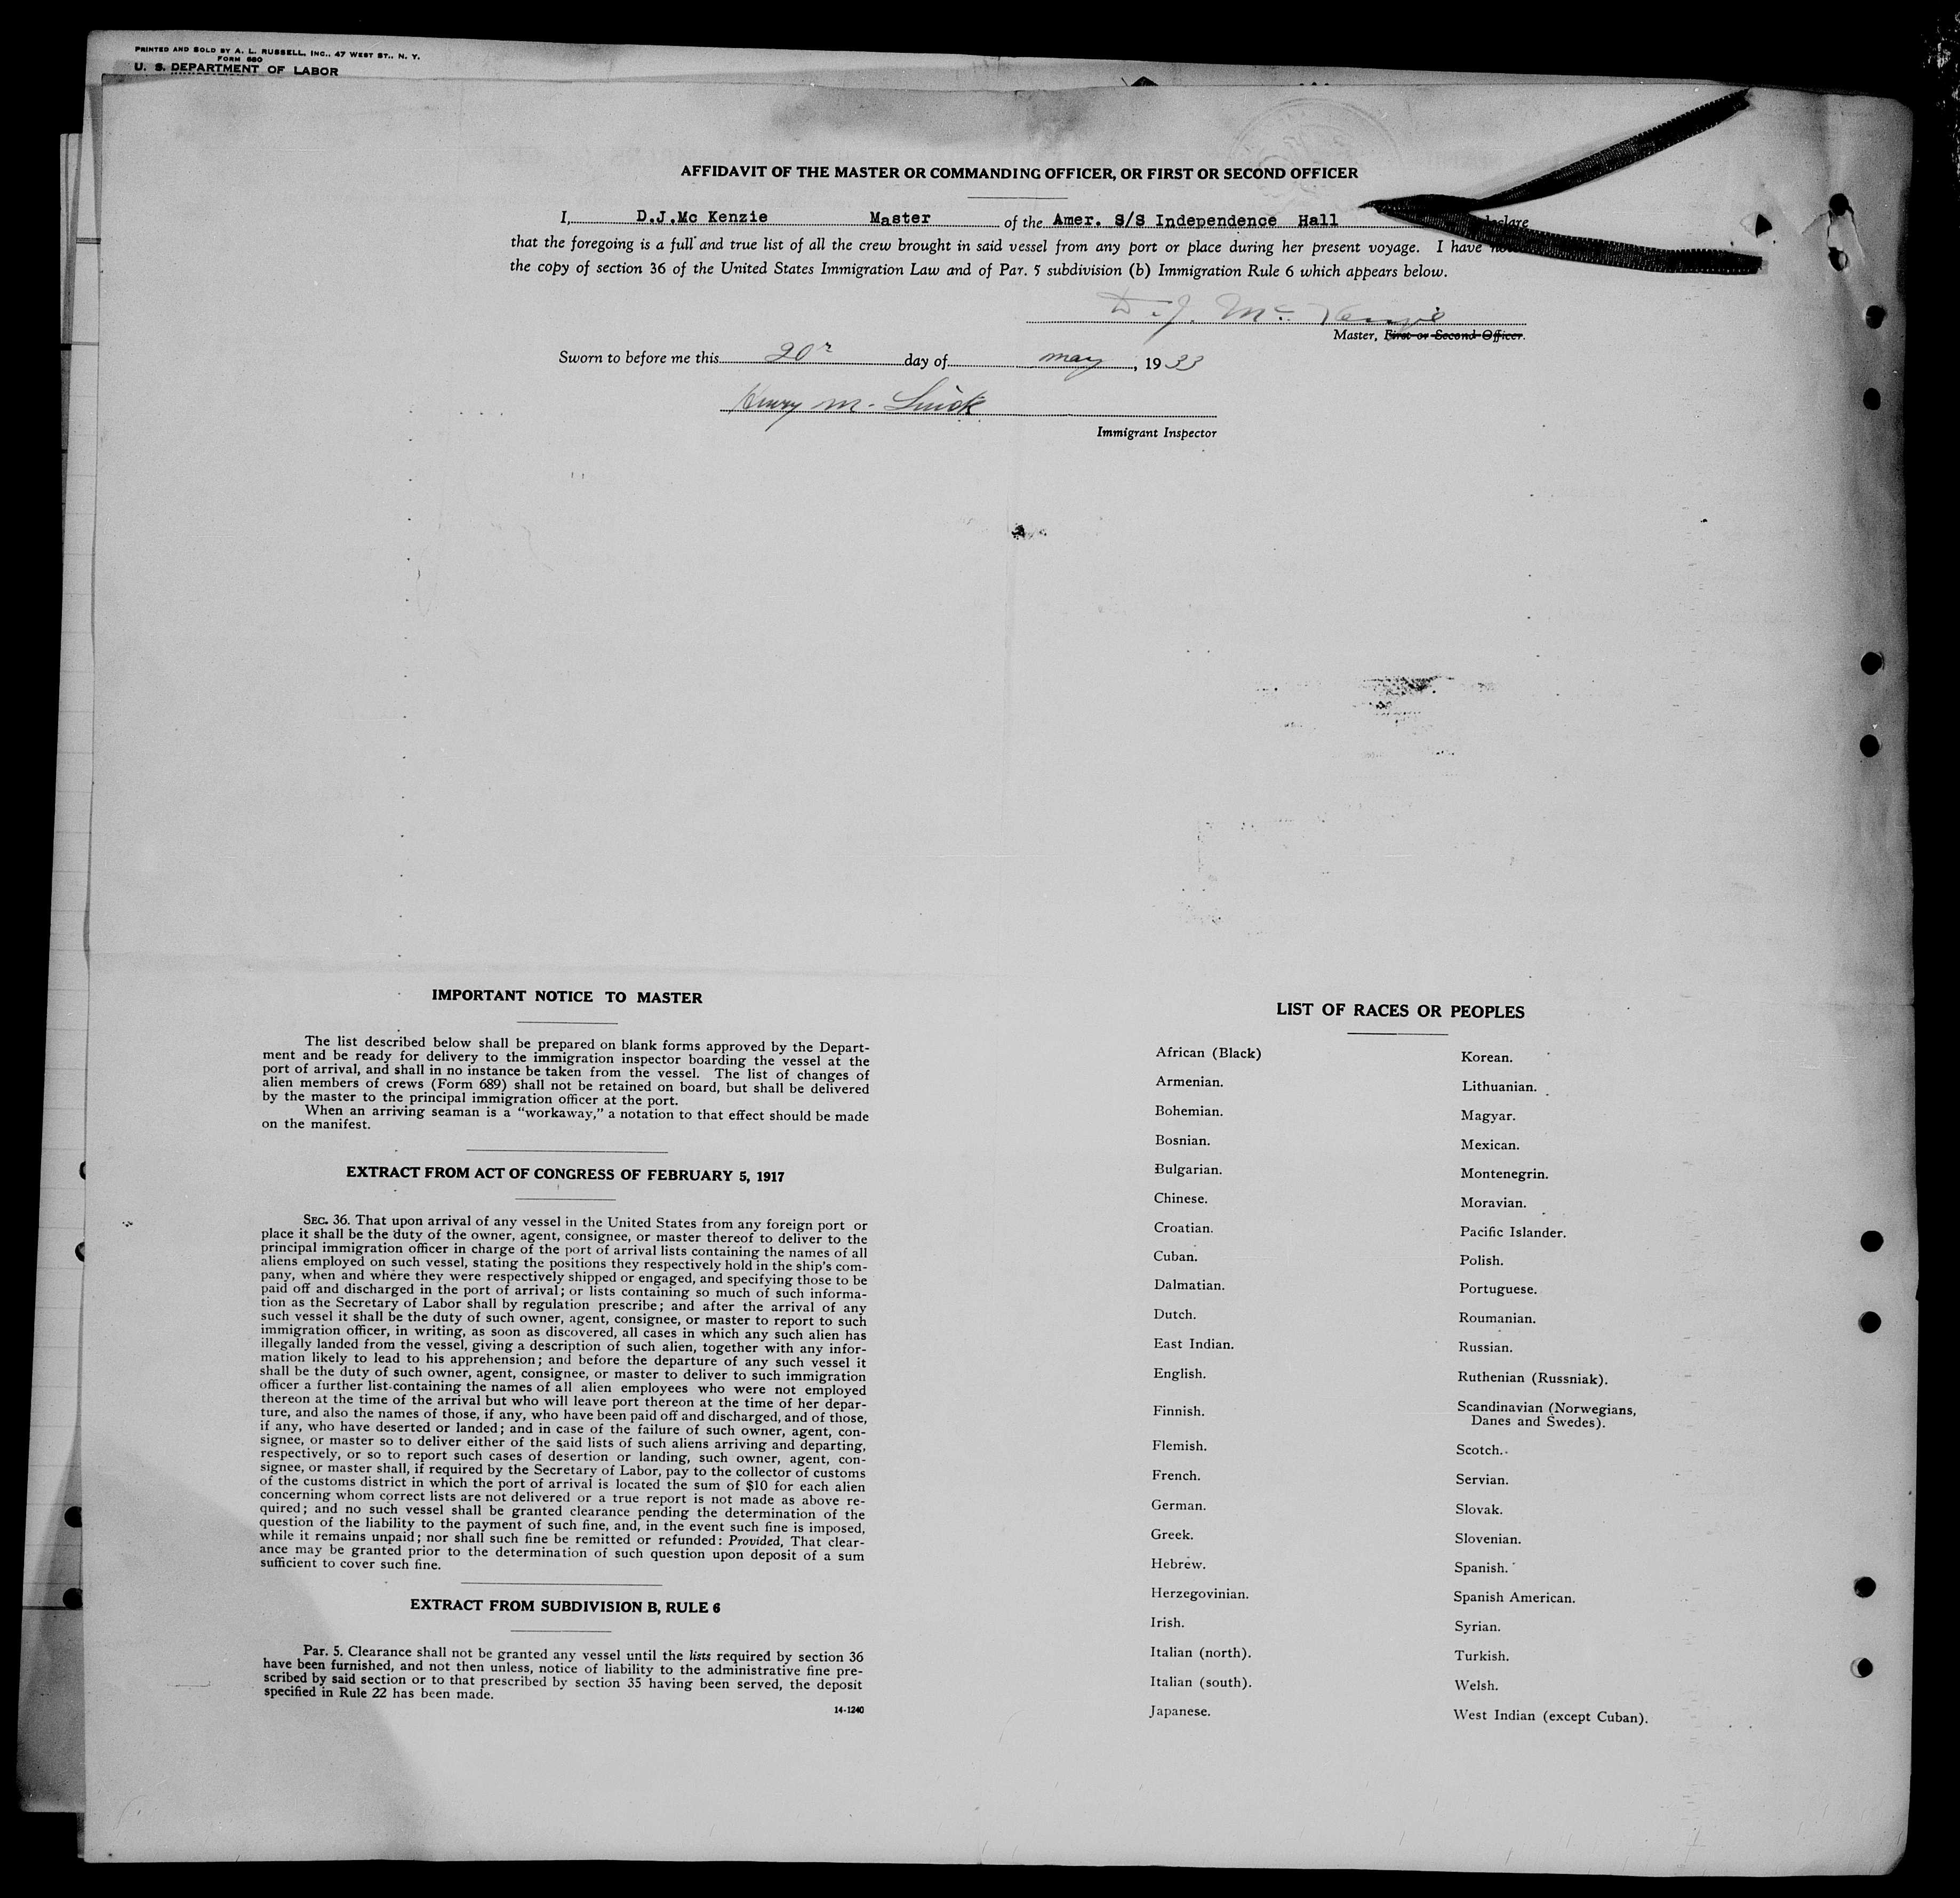 PRINTED AND SOLD BY A. L. RUSSELL, INC., 47 WEST ST., N. Y.
FORM 680
U. S. DEPARTMENT OF LABOR
AFFIDAVIT OF THE MASTER OR COMMANDING OFFICER, OR FIRST OR SECOND OFFICER
I, D.J.Mc Kenzie Master of the Amer. S/S Independence Hall declare
that the foregoing is a full and true list of all the crew brought in said vessel from any port or place during her present voyage. I have
the copy of section 36 of the United States Immigration Law and of Par. 5 subdivision (b) Immigration Rule 6 which appears below.
D. J. Mc Kenzie
Master, First or Second Officer.
Sworn to before me this 20 day of may, 1933
Henry M.
Immigrant Inspector
IMPORTANT NOTICE TO MASTER
The list described below shall be prepared on blank forms approved by the Depart-
ment and be ready for delivery to the immigration inspector boarding the vessel at the
port of arrival, and shall in no instance be taken from the vessel. The list of changes of
alien members of crews (Form 689) shall not be retained on board, but shall be delivered
by the master to the principal immigration officer at the port.
When an arriving seaman is a "workaway," a notation to that effect should be made
on the manifest.
EXTRACT FROM ACT OF CONGRESS OF FEBRUARY 5, 1917
SEC. 36. That upon arrival of any vessel in the United States from any foreign port or
place it shall be the duty of the owner, agent, consignee, or master thereof to deliver to the
principal immigration officer in charge of the port of arrival lists containing the names of all
aliens employed on such vessel, stating the positions they respectively hold in the ship's com-
pany, when and where they were respectively shipped or engaged, and specifying those to be
paid off and discharged in the port of arrival; or lists containing so much of such informa-
tion as the Secretary of Labor shall by regulation prescribe; and after the arrival of any
such vessel it shall be the duty of such owner, agent, consignee, or master to report to such
immigration officer, in writing, as soon as discovered, all cases in which any such alien has
illegally landed from the vessel, giving a description of such alien, together with any infor-
mation likely to lead to his apprehension; and before the departure of any such vessel it
shall be the duty of such owner, agent, consignee, or master to deliver to such immigration
officer a further list containing the names of all alien employees who were not employed
thereon at the time of the arrival but who will leave port thereon at the time of her depar-
ture, and also the names of those, if any, who have been paid off and discharged, and of those,
if any, who have deserted or landed; and in case of the failure of such owner, agent, con-
signee, or master so to deliver either of the said lists of such aliens arriving and departing,
respectively, or so to report such cases of desertion or landing, such owner, agent, con-
signee, or master shall, if required by the Secretary of Labor, pay to the collector of customs
of the customs district in which the port of arrival is located the sum of $10 for each alien
concerning whom correct lists are not delivered or a true report is not made as above re-
quired; and no such vessel shall be granted clearance pending the determination of the
question of the liability to the payment of such fine, and, in the event such fine is imposed,
while it remains unpaid; nor shall such fine be remitted or refunded: Provided, That clear-
ance may be granted prior to the determination of such question upon deposit of a sum
sufficient to cover such fine.
EXTRACT FROM SUBDIVISION B, RULE 6
Par. 5. Clearance shall not be granted any vessel until the lists required by section 36
have been furnished, and not then unless, notice of liability to the administrative fine pre-
scribed by said section or to that prescribed by section 35 having been served, the deposit
specified in Rule 22 has been made.
14-1240
LIST OF RACES OR PEOPLES
African (Black)
Armenian.
Bohemian.
Bosnian.
Bulgarian.
Chinese.
Croatian.
Cuban.
Dalmatian.
Dutch.
East Indian.
English.
Finnish.
Flemish.
French.
German.
Greek.
Hebrew.
Herzegovinian.
Irish.
Italian (north).
Italian (south).
Japanese.
Korean.
Lithuanian.
Magyar.
Mexican.
Montenegrin.
Moravian.
Pacific Islander.
Polish.
Portuguese.
Roumanian.
Russian.
Ruthenian (Russniak).
Scandinavian (Norwegians,
Danes and Swedes).
Scotch.
Servian.
Slovak.
Slovenian.
Spanish.
Spanish American.
Syrian.
Turkish.
Welsh.
West Indian (except Cuban).